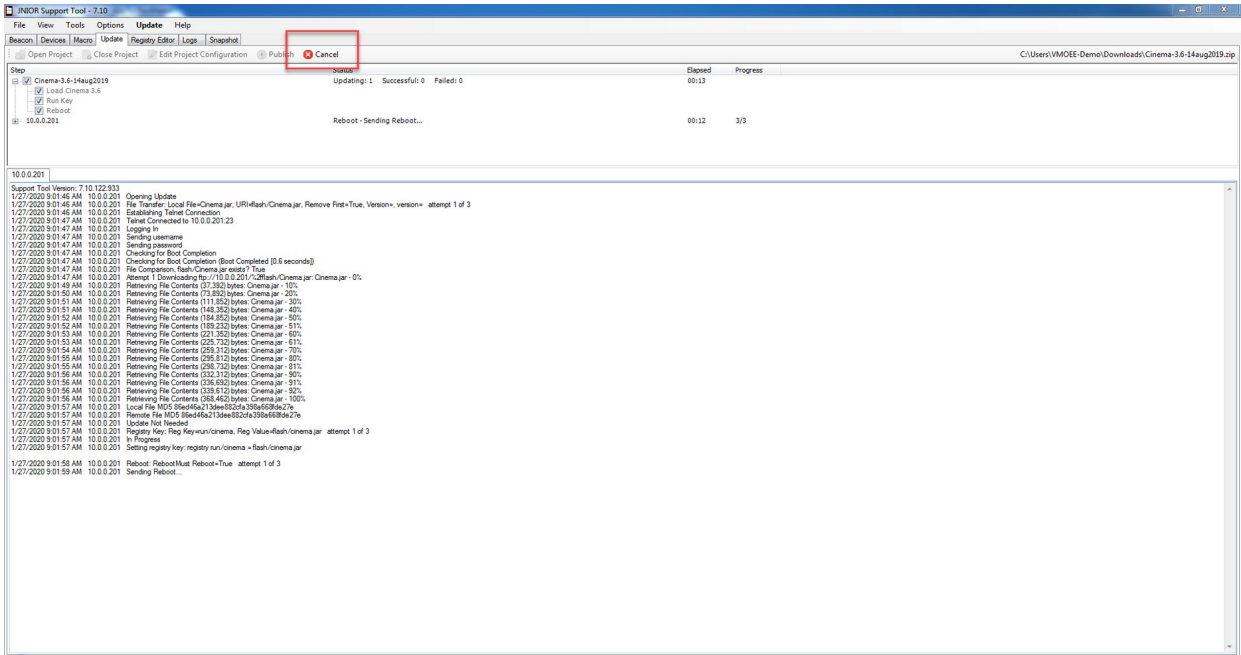 JNIOR Support Tool - 7.10
File View Tools Options Update Help
Beacon Devices Macro Update Registry Editor Logs Snapshot
Open Project Close Project Edit Project Configuration Publish Cancel C:\Users\VMOEE-Demo\Downloads\Cinema-3.6-14aug2019.zip
Step Status Elapsed Progress
Cinema-3.6-14aug2019 Updating: 1 Successful: 0 Failed: 0 00:13
Load Cinema 3.6
Run Key
Reboot
10.0.0.201 Reboot - Sending Reboot... 00:12 3/3
10.0.0.201
Support Tool Version: 7.10.122.933
1/27/2020 9:01:46 AM 10.0.0.201 Opening Update
1/27/2020 9:01:46 AM 10.0.0.201 File Transfer: Local File=Cinema.jar, URI=flash/Cinema.jar, Remove First=True, Version=, version= attempt 1 of 3
1/27/2020 9:01:46 AM 10.0.0.201 Establishing Telnet Connection
1/27/2020 9:01:47 AM 10.0.0.201 Telnet Connected to 10.0.0.201:23
1/27/2020 9:01:47 AM 10.0.0.201 Logging In
1/27/2020 9:01:47 AM 10.0.0.201 Sending username
1/27/2020 9:01:47 AM 10.0.0.201 Sending password
1/27/2020 9:01:47 AM 10.0.0.201 Checking for Boot Completion
1/27/2020 9:01:47 AM 10.0.0.201 Checking for Boot Completion (Boot Completed [0.6 seconds])
1/27/2020 9:01:47 AM 10.0.0.201 File Comparison, flash/Cinema.jar exists? True
1/27/2020 9:01:47 AM 10.0.0.201 Attempt 1 Downloading ftp://10.0.0.201/%2fflash/Cinema.jar: Cinema.jar - 0%
1/27/2020 9:01:49 AM 10.0.0.201 Retrieving File Contents (37,392) bytes: Cinema.jar - 10%
1/27/2020 9:01:50 AM 10.0.0.201 Retrieving File Contents (73,892) bytes: Cinema.jar - 20%
1/27/2020 9:01:51 AM 10.0.0.201 Retrieving File Contents (111,852) bytes: Cinema.jar - 30%
1/27/2020 9:01:51 AM 10.0.0.201 Retrieving File Contents (148,352) bytes: Cinema.jar - 40%
1/27/2020 9:01:52 AM 10.0.0.201 Retrieving File Contents (184,852) bytes: Cinema.jar - 50%
1/27/2020 9:01:52 AM 10.0.0.201 Retrieving File Contents (189,232) bytes: Cinema.jar - 51%
1/27/2020 9:01:53 AM 10.0.0.201 Retrieving File Contents (221,352) bytes: Cinema.jar - 60%
1/27/2020 9:01:53 AM 10.0.0.201 Retrieving File Contents (225,732) bytes: Cinema.jar - 61%
1/27/2020 9:01:54 AM 10.0.0.201 Retrieving File Contents (259,312) bytes: Cinema.jar - 70%
1/27/2020 9:01:55 AM 10.0.0.201 Retrieving File Contents (295,812) bytes: Cinema.jar - 80%
1/27/2020 9:01:55 AM 10.0.0.201 Retrieving File Contents (298,732) bytes: Cinema.jar - 81%
1/27/2020 9:01:56 AM 10.0.0.201 Retrieving File Contents (332,312) bytes: Cinema.jar - 90%
1/27/2020 9:01:56 AM 10.0.0.201 Retrieving File Contents (336,692) bytes: Cinema.jar - 91%
1/27/2020 9:01:56 AM 10.0.0.201 Retrieving File Contents (339,612) bytes: Cinema.jar - 92%
1/27/2020 9:01:56 AM 10.0.0.201 Retrieving File Contents (368,462) bytes: Cinema.jar - 100%
1/27/2020 9:01:57 AM 10.0.0.201 Local File MD5 86ed46a213dee882cfa398a668fde27e
1/27/2020 9:01:57 AM 10.0.0.201 Remote File MD5 86ed46a213dee882cfa398a668fde27e
1/27/2020 9:01:57 AM 10.0.0.201 Update Not Needed
1/27/2020 9:01:57 AM 10.0.0.201 Registry Key: Reg Key=run/cinema, Reg Value=flash/cinema.jar attempt 1 of 3
1/27/2020 9:01:57 AM 10.0.0.201 In Progress
1/27/2020 9:01:57 AM 10.0.0.201 Setting registry key: registry run/cinema = flash/cinema.jar
1/27/2020 9:01:58 AM 10.0.0.201 Reboot: RebootMust Reboot=True attempt 1 of 3
1/27/2020 9:01:59 AM 10.0.0.201 Sending Reboot...